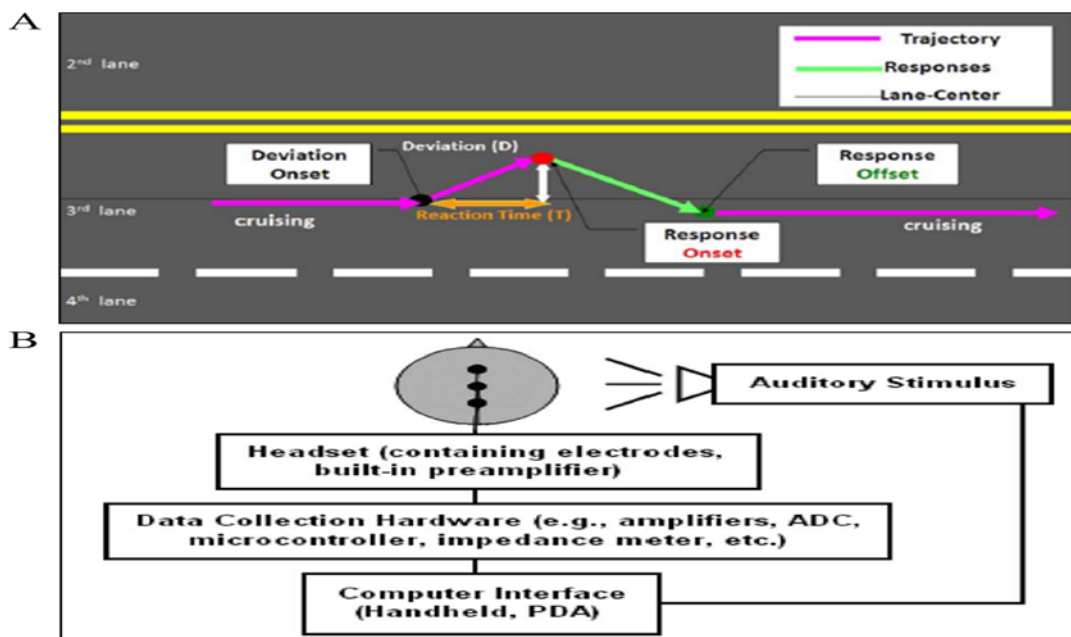 A
2nd lane
Trajectory
Responses
Lane-Center
Deviation
Onset
Deviation (D)
Response
Offset
3rd lane
cruising
Reaction Time (T)
cruising
Response
Onset
4th lane
B
Auditory Stimulus
Headset (containing electrodes,
built-in preamplifier)
Data Collection Hardware (e.g., amplifiers, ADC,
microcontroller, impedance meter, etc.)
Computer Interface
(Handheld, PDA)